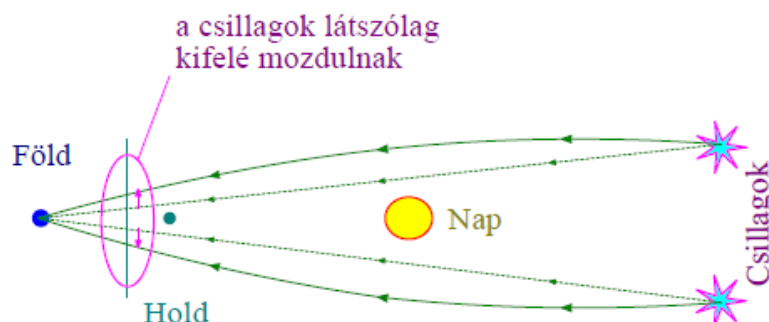 a csillagok látszólag
kifelé mozdulnak
Föld
Nap
Csillagok
Hold